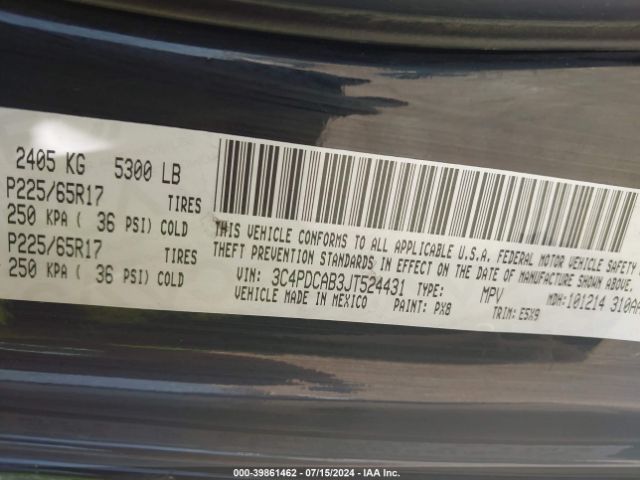 2405 KG 5300 LB
P225/65R17 TIRES
250 KPA ( 36 PSI) COLD
P225/65R17 TIRES
250 KPA ( 36 PSI) COLD
THIS VEHICLE CONFORMS TO ALL APPLICABLE U.S.A. FEDERAL MOTOR VEHICLE SAFETY,
THEFT PREVENTION STANDARDS IN EFFECT ON THE DATE OF MANUFACTURE SHOWN ABOVE.
VIN: 3C4PDCAB3JT524431 TYPE: MPV MDH:101214 310AA
VEHICLE MADE IN MEXICO PAINT: PX8 TRIM: E5X9
000-39861462 - 07/15/2024 - IAA Inc.